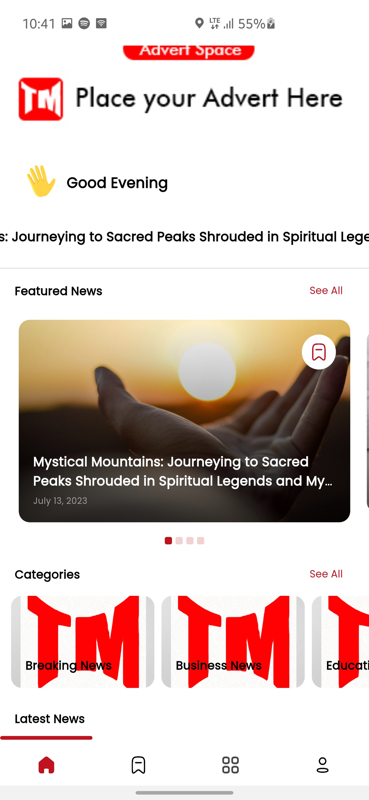 10:41 LTE 55%
Advert Space
TM Place your Advert Here
Good Evening
s: Journeying to Sacred Peaks Shrouded in Spiritual Lege
Featured News See All
Mystical Mountains: Journeying to Sacred
Peaks Shrouded in Spiritual Legends and My...
July 13, 2023
Categories See All
TM TM T
Breaking News Business News Educati
Latest News